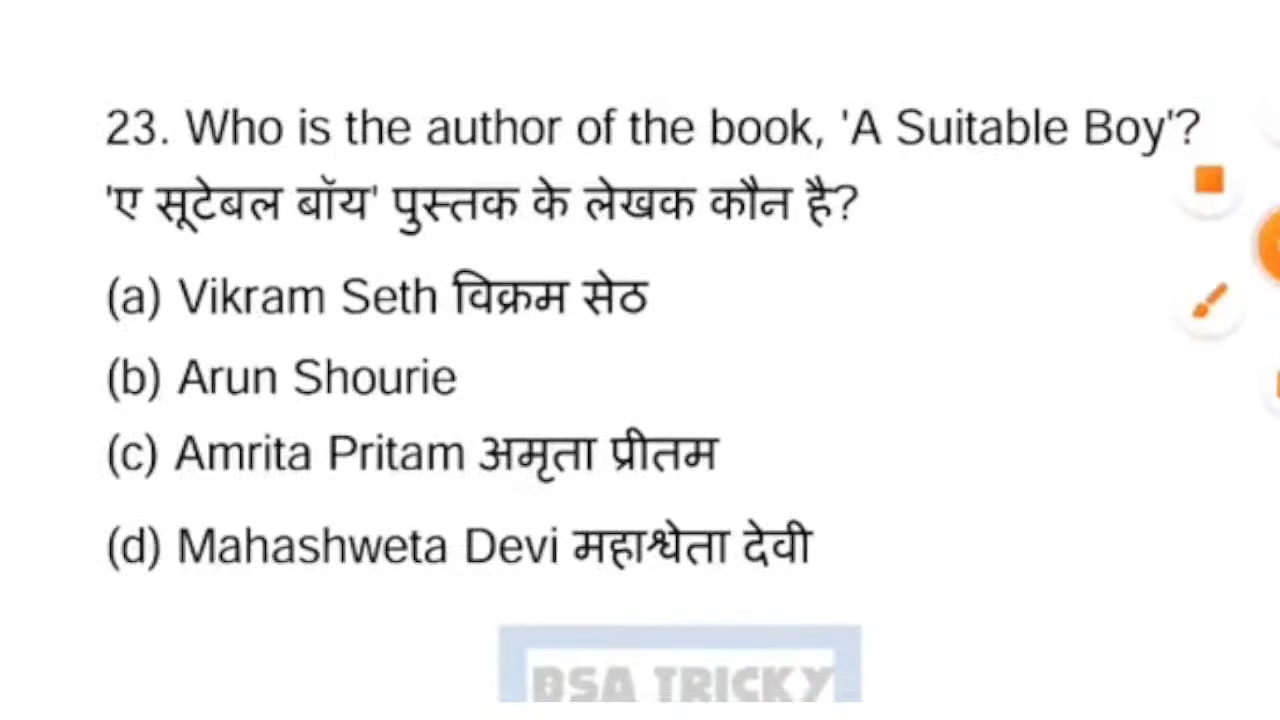 23. Who is the author of the book, 'A Suitable Boy'?
'ए सूटेबल बॉय' पुस्तक के लेखक कौन है?
(a) Vikram Seth विक्रम सेठ
(b) Arun Shourie
(c) Amrita Pritam अमृता प्रीतम
(d) Mahashweta Devi महाश्वेता देवी
DSA TRICKY